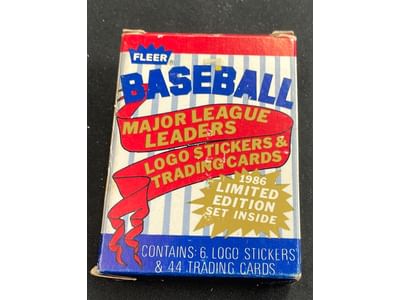 FLEER
BASEBALL
MAJOR LEAGUE
LEADERS
LOGO STICKERS &
TRADING CARDS
1986
LIMITED
EDITION
SET INSIDE
CONTAINS: 6 LOGO STICKERS
& 44 TRADING CARDS